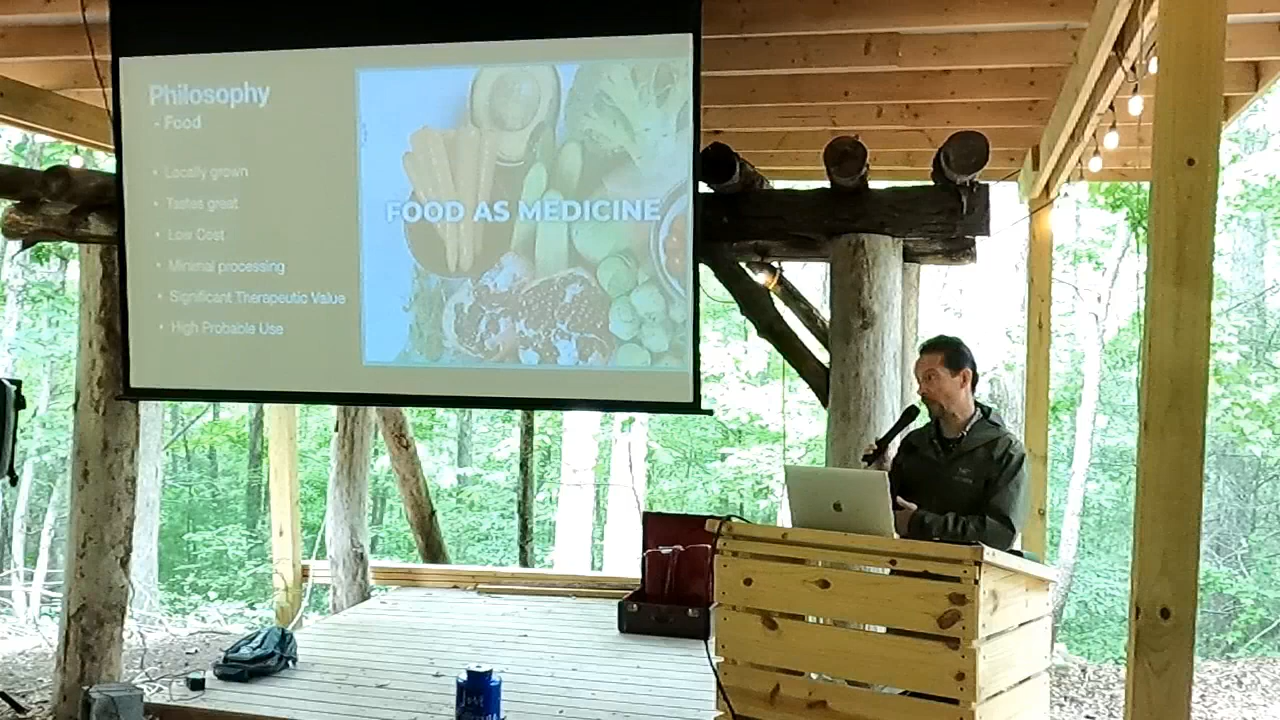 Philosophy
- Food
• Locally grown
• Tastes great
• Low Cost
• Minimal processing
• Significant Therapeutic Value
• High Probable Use
FOOD AS MEDICINE
Just